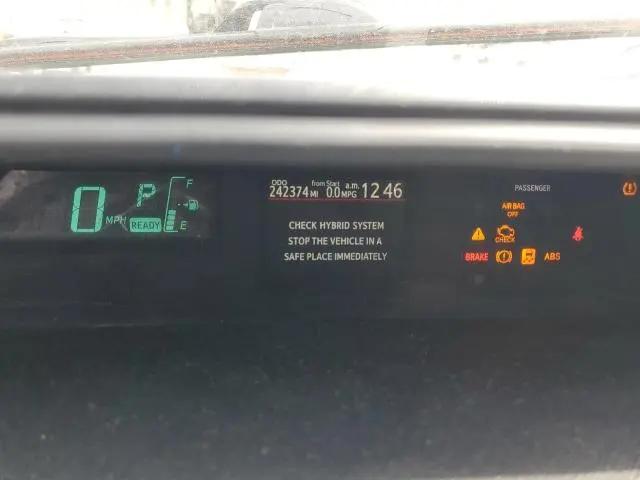 ODO from Start a.m.
242374 MI 0.0 MPG 12 46
0 MPH P F
READY E
CHECK HYBRID SYSTEM
STOP THE VEHICLE IN A
SAFE PLACE IMMEDIATELY
PASSENGER
AIR BAG
OFF
CHECK
BRAKE ABS